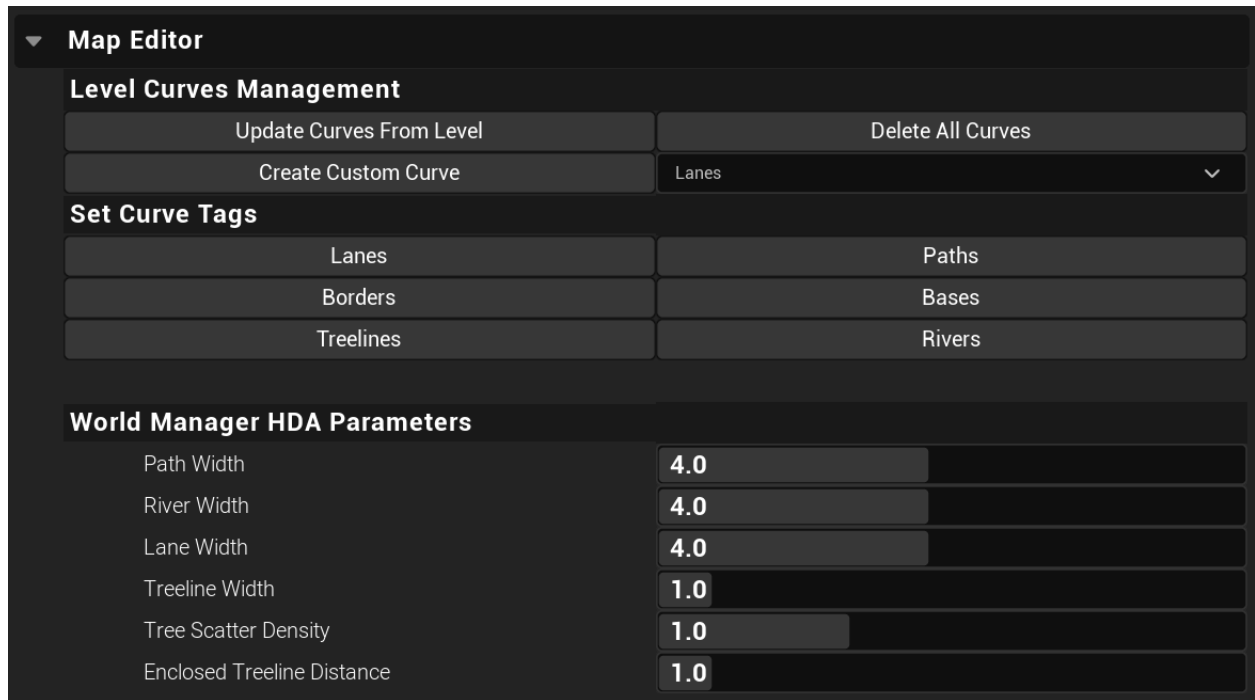 Map Editor
Level Curves Management
Update Curves From Level Delete All Curves
Create Custom Curve Lanes
Set Curve Tags
Lanes Paths
Borders Bases
Treelines Rivers
World Manager HDA Parameters
Path Width 4.0
River Width 4.0
Lane Width 4.0
Treeline Width 1.0
Tree Scatter Density 1.0
Enclosed Treeline Distance 1.0